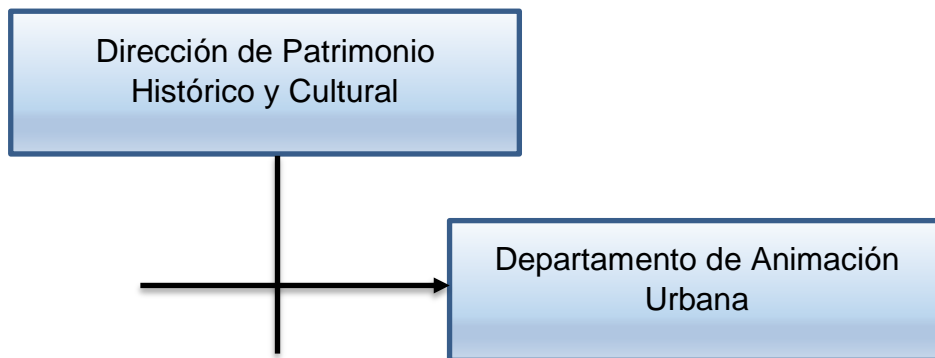 Dirección de Patrimonio
Histórico y Cultural
Departamento de Animación
Urbana